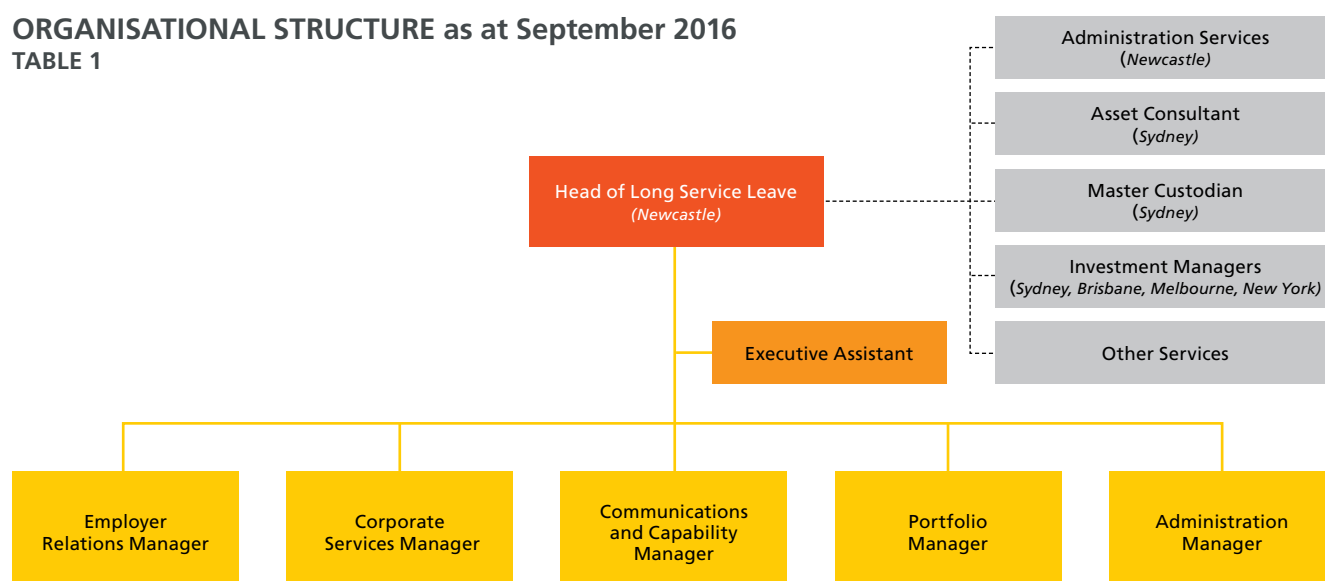 ORGANISATIONAL STRUCTURE as at September 2016
TABLE 1
Administration Services
(Newcastle)
Asset Consultant
(Sydney)
Head of Long Service Leave
(Newcastle)
Master Custodian
(Sydney)
Investment Managers
(Sydney, Brisbane, Melbourne, New York)
Executive Assistant
Other Services
Employer
Relations Manager
Corporate
Services Manager
Communications
and Capability
Manager
Portfolio
Manager
Administration
Manager